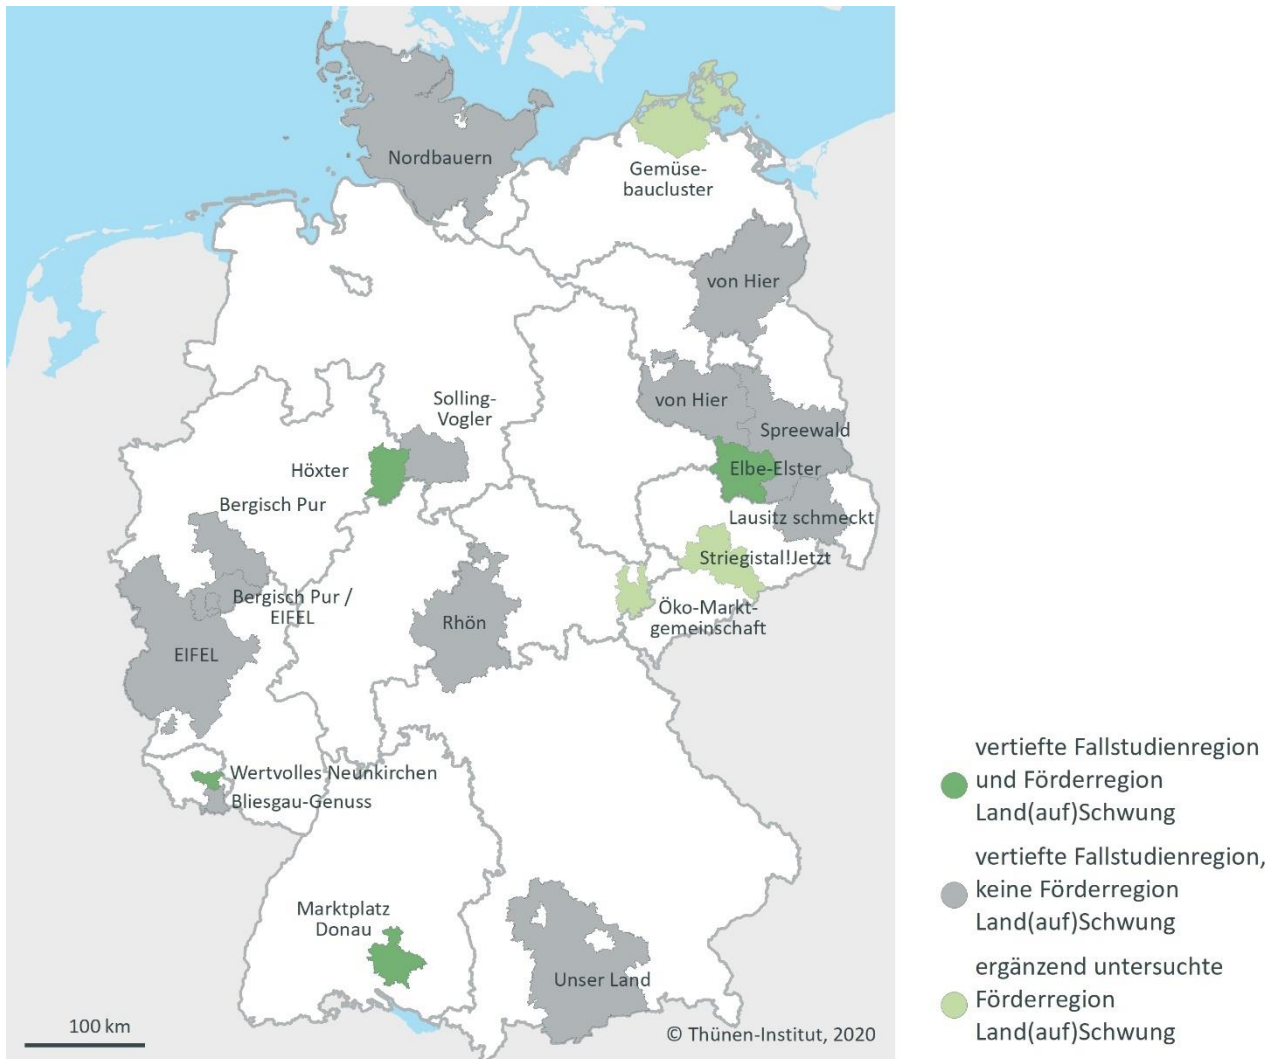 Nordbauern
Gemüse-
baucluster
von Hier
von Hier
Solling-
Vogler
Spreewald
Höxter
Elbe-Elster
Bergisch Pur
Lausitz schmeckt
Striegistal!Jetzt
Bergisch Pur /
EIFEL
Öko-Markt-
gemeinschaft
Rhön
EIFEL
Wertvolles Neunkirchen
Bliesgau-Genuss
Marktplatz
Donau
Unser Land
100 km
© Thünen-Institut, 2020
vertiefte Fallstudienregion
und Förderregion
Land(auf)Schwung
vertiefte Fallstudienregion,
keine Förderregion
Land(auf)Schwung
ergänzend untersuchte
Förderregion
Land(auf)Schwung